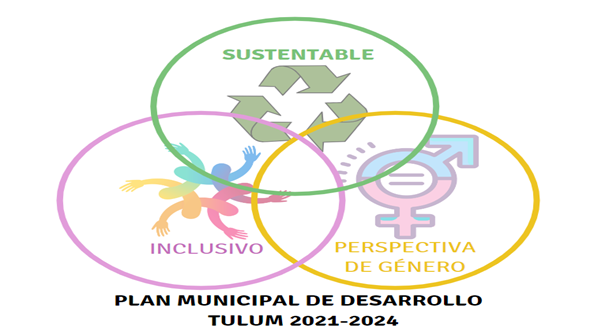 SUSTENTABLE
INCLUSIVO
PERSPECTIVA
DE GÉNERO
PLAN MUNICIPAL DE DESARROLLO
TULUM 2021-2024